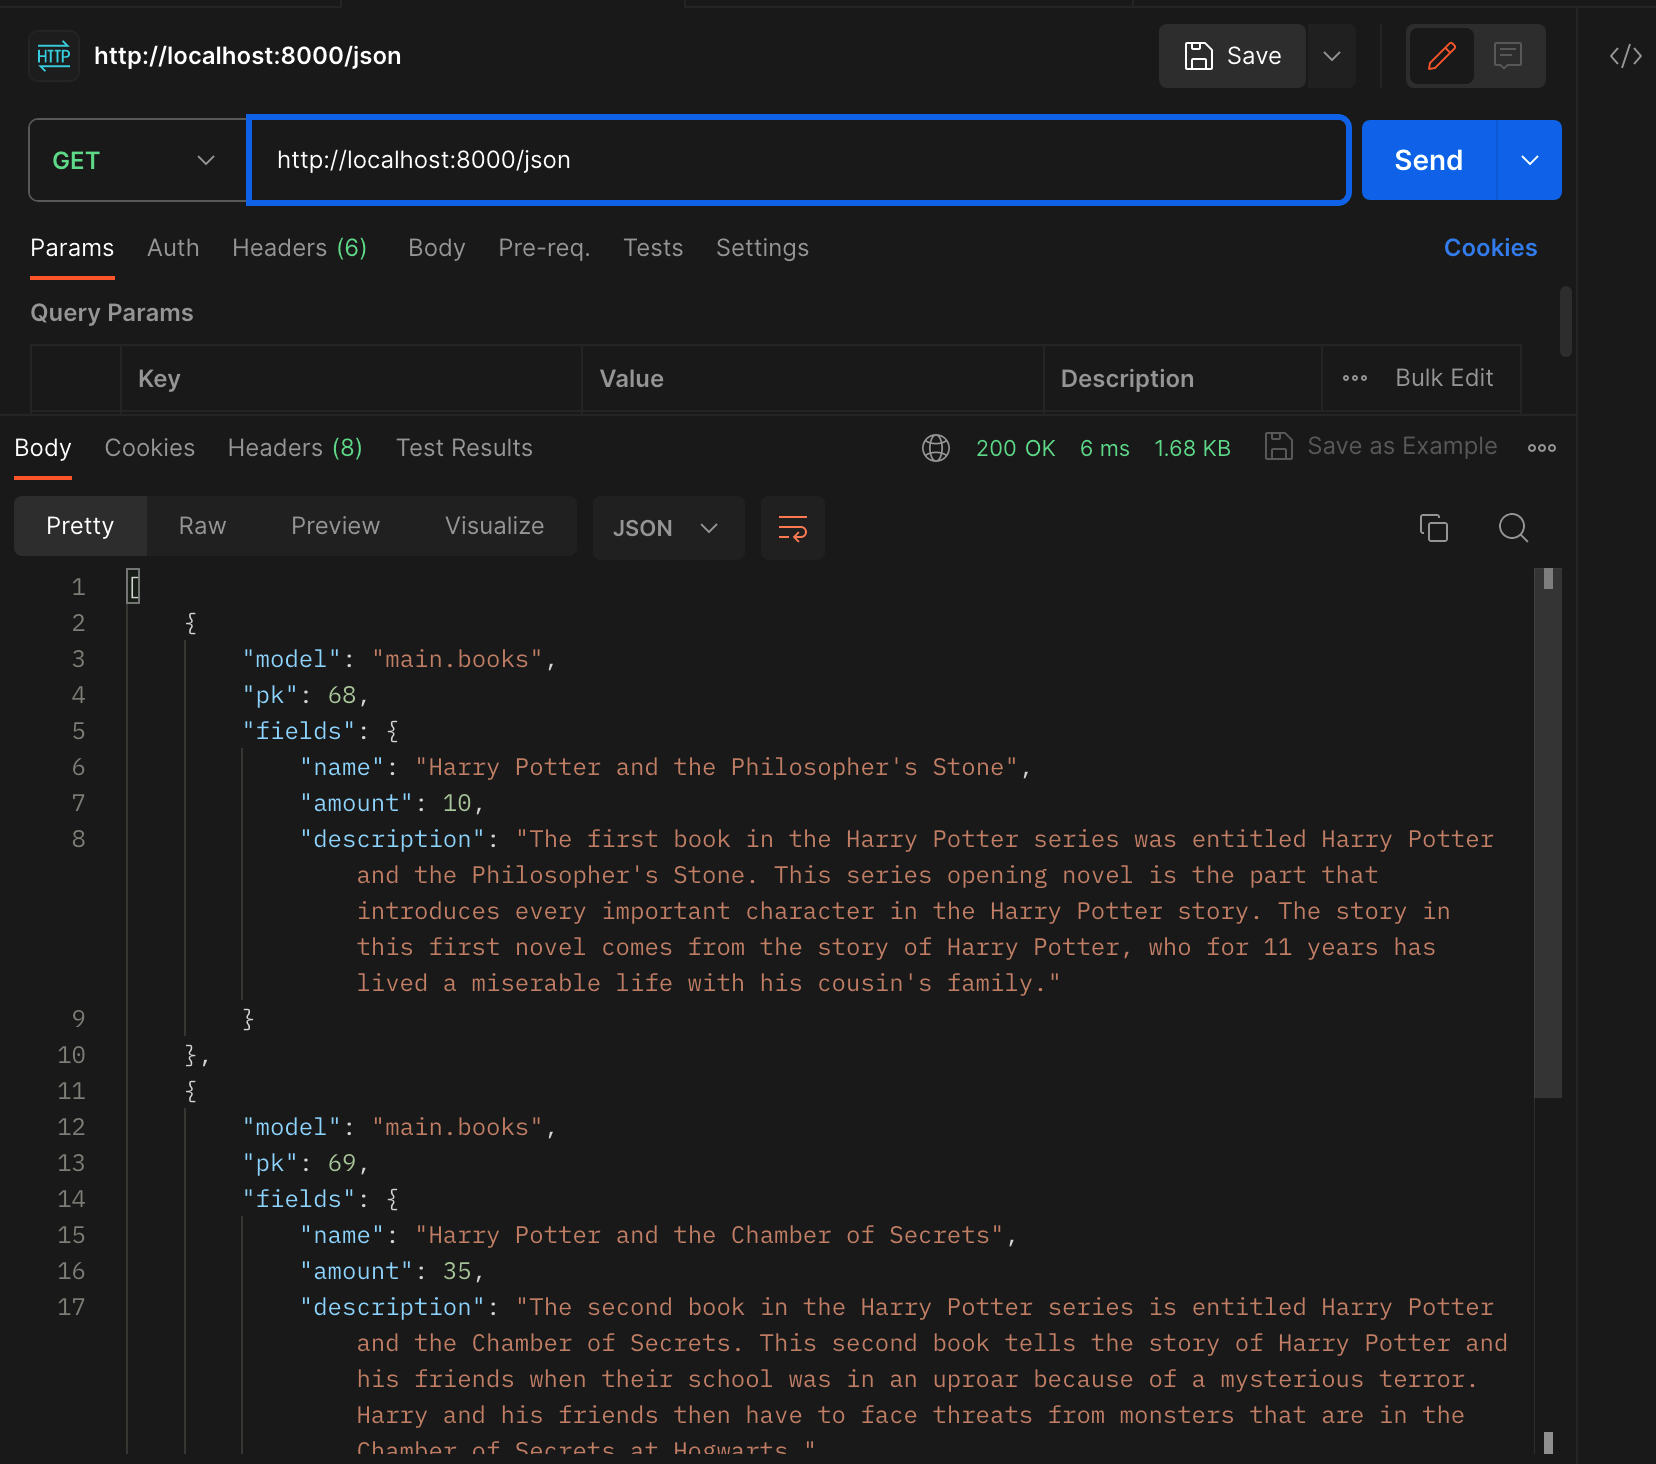 HTTP http://localhost:8000/json Save
GET http://localhost:8000/json Send
Params Auth Headers (6) Body Pre-req. Tests Settings Cookies
Query Params
Key Value Description Bulk Edit
Body Cookies Headers (8) Test Results 200 OK 6 ms 1.68 KB Save as Example
Pretty Raw Preview Visualize JSON
1 [
2 {
3 "model": "main.books",
4 "pk": 68,
5 "fields": {
6 "name": "Harry Potter and the Philosopher's Stone",
7 "amount": 10,
8 "description": "The first book in the Harry Potter series was entitled Harry Potter
and the Philosopher's Stone. This series opening novel is the part that
introduces every important character in the Harry Potter story. The story in
this first novel comes from the story of Harry Potter, who for 11 years has
lived a miserable life with his cousin's family."
9 }
10 },
11 {
12 "model": "main.books",
13 "pk": 69,
14 "fields": {
15 "name": "Harry Potter and the Chamber of Secrets",
16 "amount": 35,
17 "description": "The second book in the Harry Potter series is entitled Harry Potter
and the Chamber of Secrets. This second book tells the story of Harry Potter and
his friends when their school was in an uproar because of a mysterious terror.
Harry and his friends then have to face threats from monsters that are in the
Chamber of Secrets at Hogwarts."